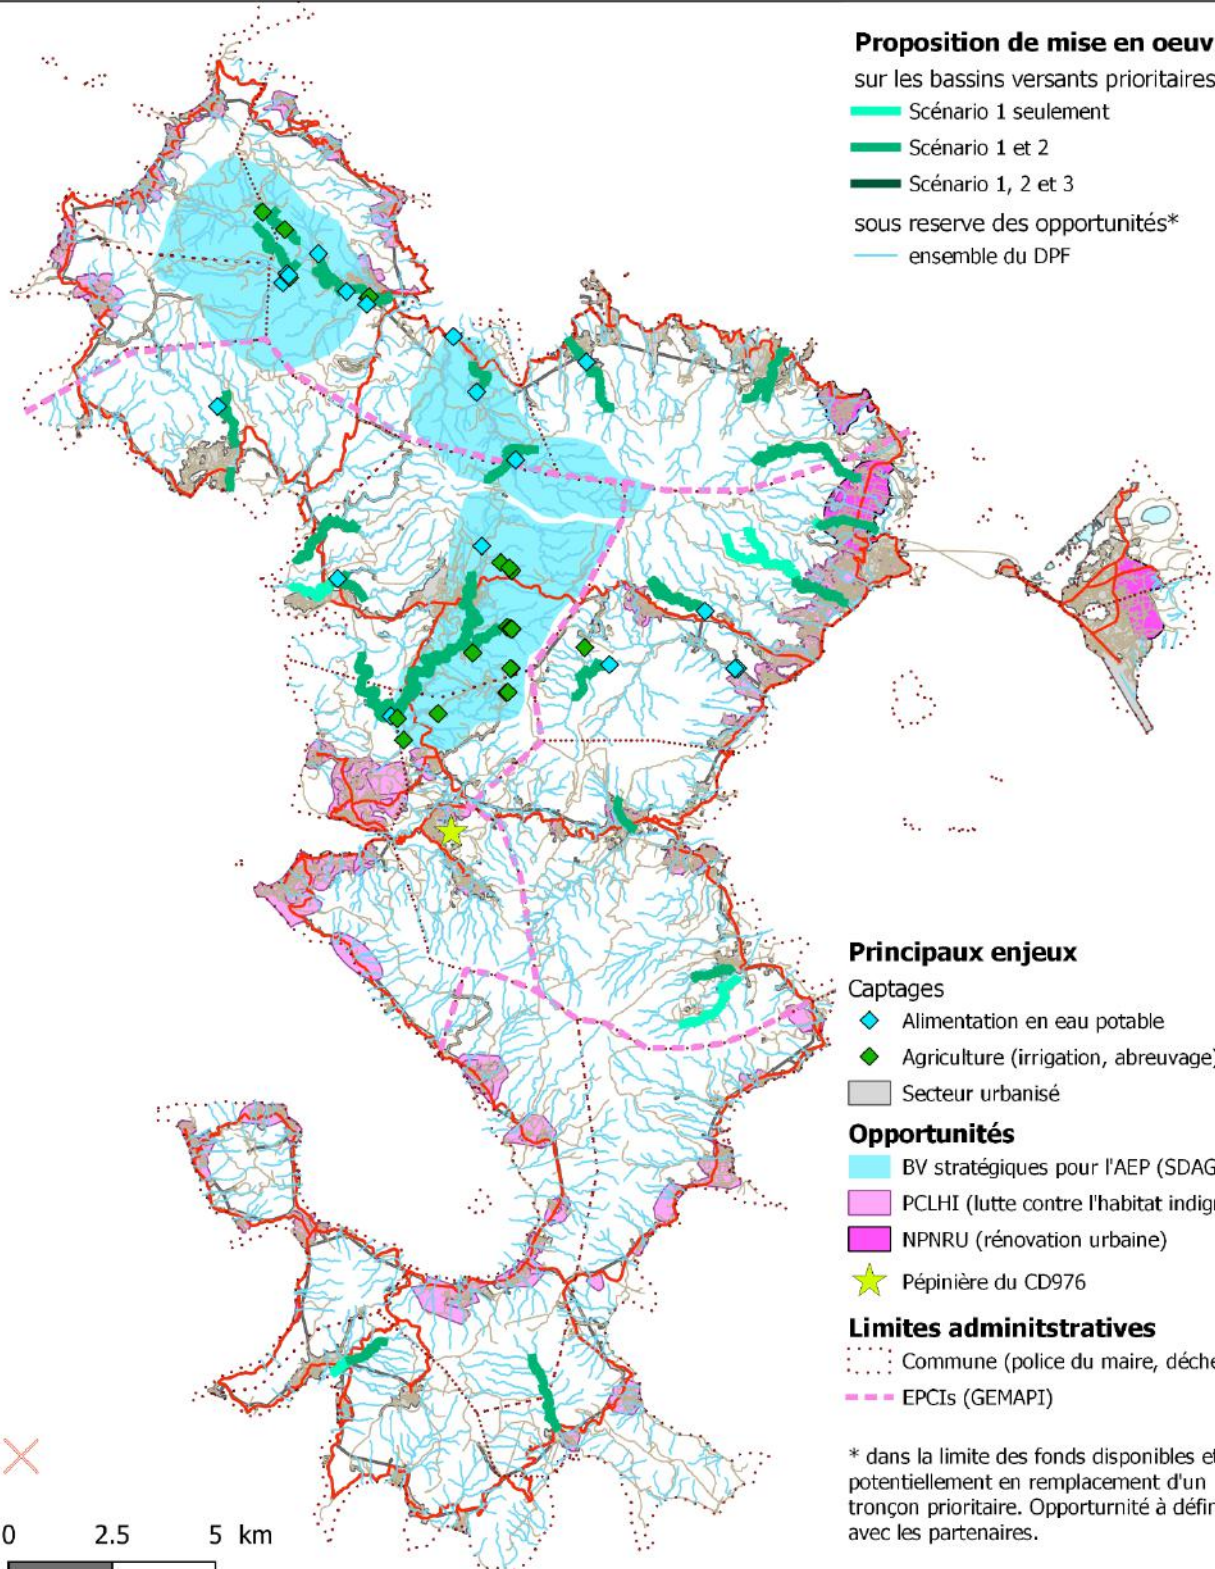 Proposition de mise en oeuv
sur les bassins versants prioritaires
Scénario 1 seulement
Scénario 1 et 2
Scénario 1, 2 et 3
sous reserve des opportunités*
ensemble du DPF
Principaux enjeux
Captages
Alimentation en eau potable
Agriculture (irrigation, abreuvage)
Secteur urbanisé
Opportunités
BV stratégiques pour l'AEP (SDAG
PCLHI (lutte contre l'habitat indigr
NPNRU (rénovation urbaine)
Pépinière du CD976
Limites adminitstratives
Commune (police du maire, déche
EPCIs (GEMAPI)
* dans la limite des fonds disponibles et
potentiellement en remplacement d'un
tronçon prioritaire. Opporturnité à défin
avec les partenaires.
0 2.5 5 km